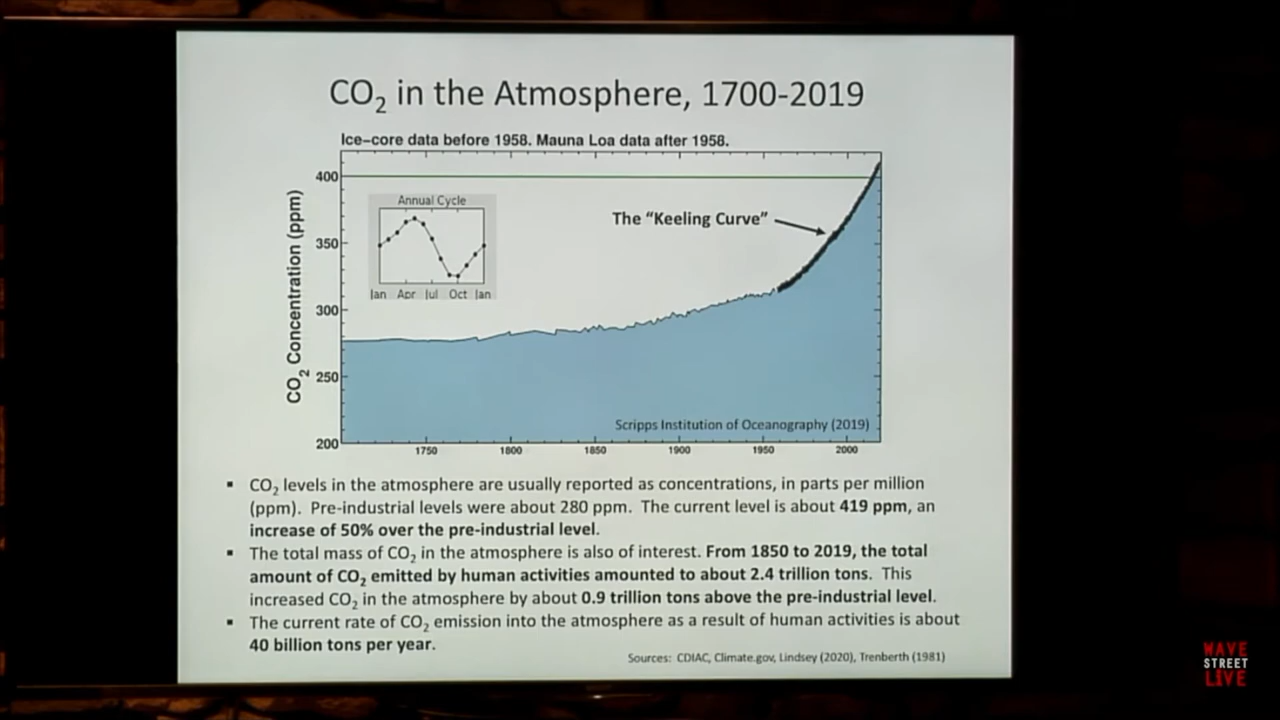 CO₂ in the Atmosphere, 1700-2019
Ice-core data before 1958. Mauna Loa data after 1958.
CO₂ Concentration (ppm)
400
350
300
250
200
Annual Cycle
Jan Apr Jul Oct Jan
The "Keeling Curve"
Scripps Institution of Oceanography (2019)
1750 1800 1850 1900 1950 2000
▪ CO₂ levels in the atmosphere are usually reported as concentrations, in parts per million
(ppm). Pre-industrial levels were about 280 ppm. The current level is about 419 ppm, an
increase of 50% over the pre-industrial level.
▪ The total mass of CO₂ in the atmosphere is also of interest. From 1850 to 2019, the total
amount of CO₂ emitted by human activities amounted to about 2.4 trillion tons. This
increased CO₂ in the atmosphere by about 0.9 trillion tons above the pre-industrial level.
▪ The current rate of CO₂ emission into the atmosphere as a result of human activities is about
40 billion tons per year.
Sources: CDIAC, Climate.gov, Lindsey (2020), Trenberth (1981)
WAVE
STREET
LIVE